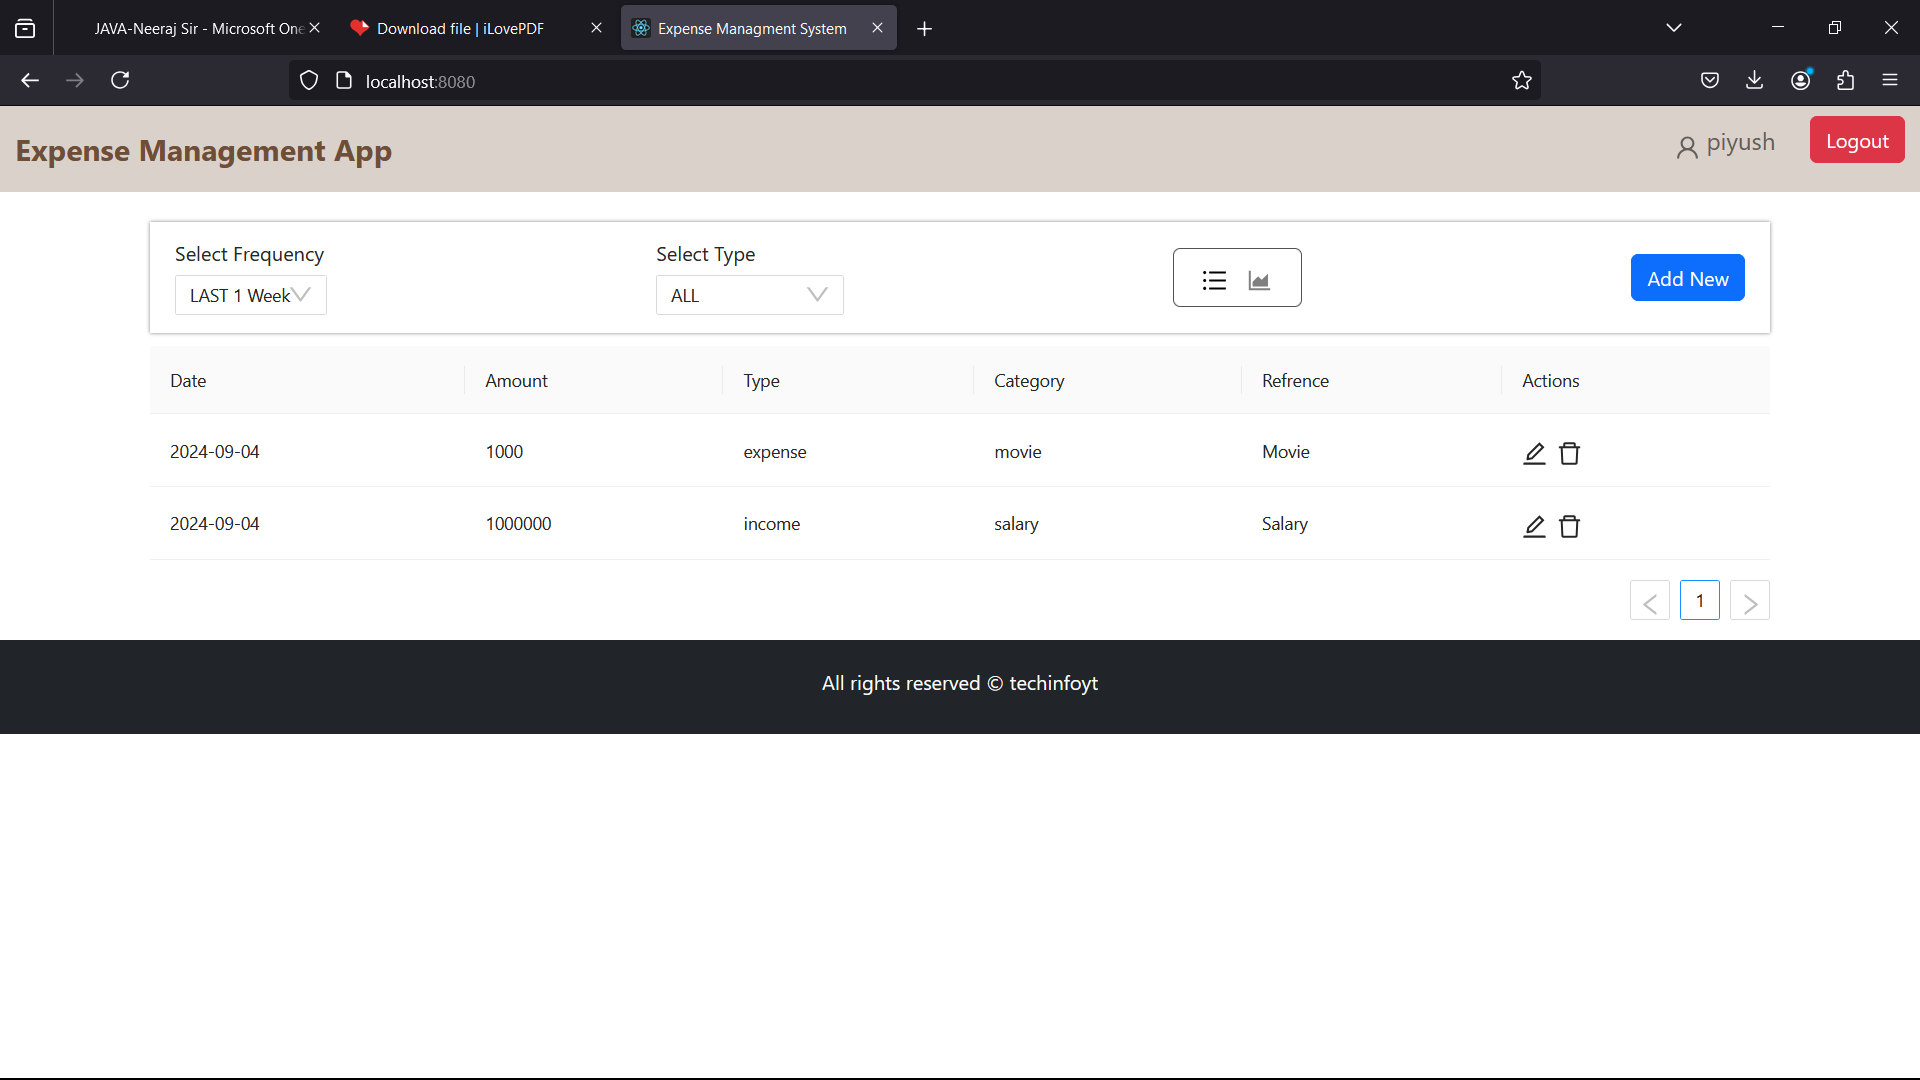 JAVA-Neeraj Sir - Microsoft One
Download file | iLovePDF
Expense Managment System
localhost:8080
Expense Management App
piyush
Logout
Select Frequency
Select Type
LAST 1 Week
ALL
Add New
Date Amount Type Category Refrence Actions
2024-09-04 1000 expense movie Movie
2024-09-04 1000000 income salary Salary
1
All rights reserved © techinfoyt